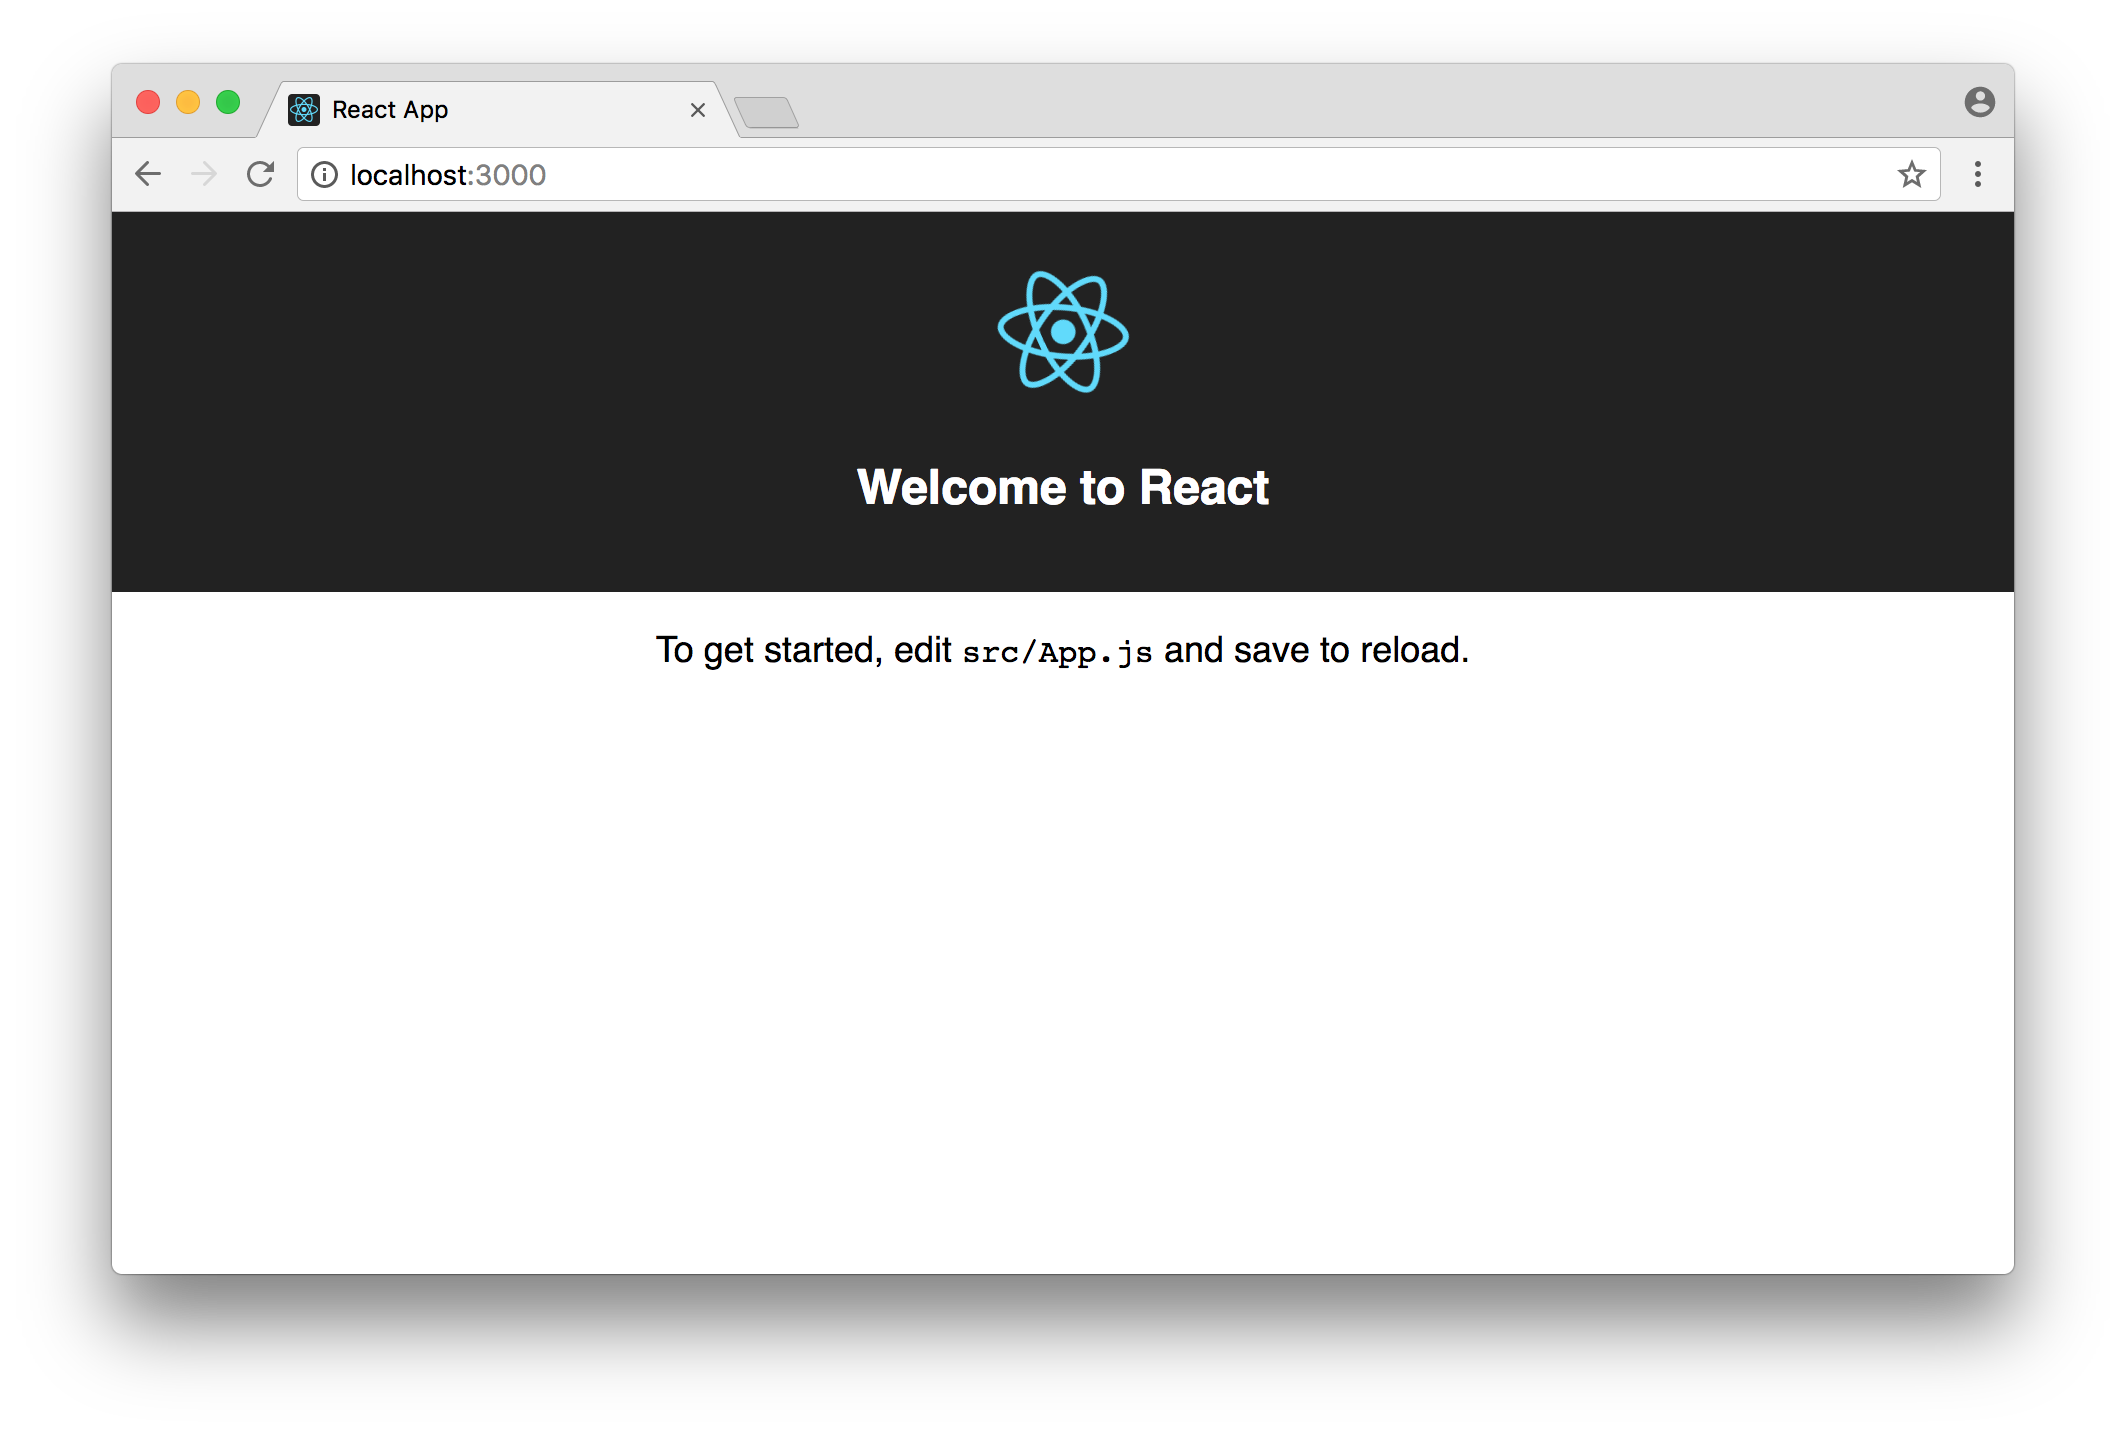 React App
localhost:3000
Welcome to React
To get started, edit src/App.js and save to reload.